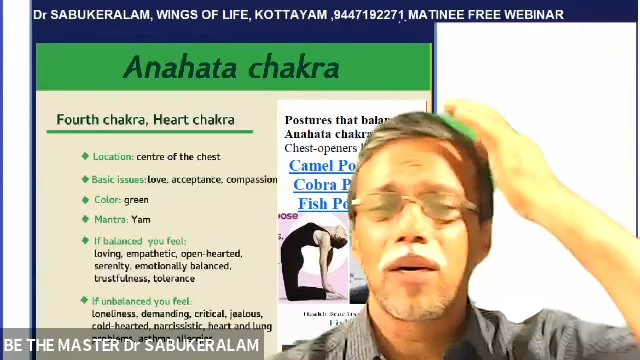 Dr SABUKERALAM, WINGS OF LIFE, KOTTAYAM ,9447192271 MATINEE FREE WEBINAR
Anahata chakra
Fourth chakra, Heart chakra
Location: centre of the chest
Basic issues: love, acceptance, compassion
Color: green
Mantra: Yam
If balanced you feel:
loving, empathetic, open-hearted,
serenity, emotionally balanced,
trustfulness, tolerance
If unbalanced you feel:
loneliness, demanding, critical, jealous,
cold-hearted, narcissistic, heart and lung
Postures that
Anahata chakra
Chest-openers
Camel
Cobra
Fish
Health
BE THE MASTER Dr SABUKERALAM